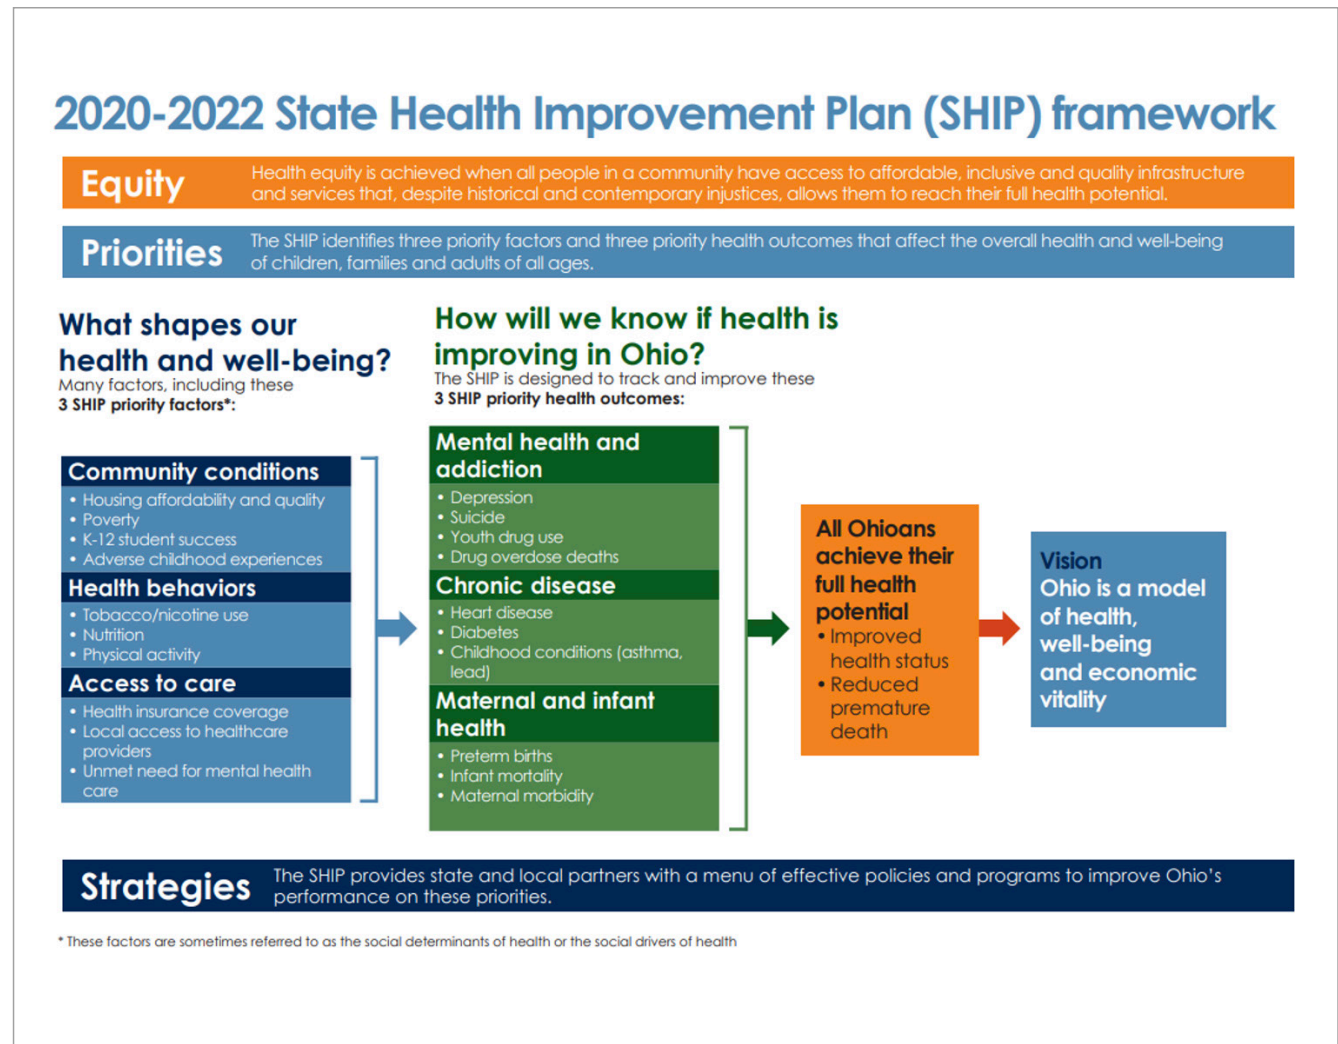 2020-2022 State Health Improvement Plan (SHIP) framework
Equity
Health equity is achieved when all people in a community have access to affordable, inclusive and quality infrastructure
and services that, despite historical and contemporary injustices, allows them to reach their full health potential.
Priorities
The SHIP identifies three priority factors and three priority health outcomes that affect the overall health and well-being
of children, families and adults of all ages.
What shapes our
health and well-being?
Many factors, including these
3 SHIP priority factors*:
Community conditions
• Housing affordability and quality
• Poverty
• K-12 student success
• Adverse childhood experiences
Health behaviors
• Tobacco/nicotine use
• Nutrition
• Physical activity
Access to care
• Health insurance coverage
• Local access to healthcare
providers
• Unmet need for mental health
care
How will we know if health is
improving in Ohio?
The SHIP is designed to track and improve these
3 SHIP priority health outcomes:
Mental health and
addiction
• Depression
• Suicide
• Youth drug use
• Drug overdose deaths
Chronic disease
• Heart disease
• Diabetes
• Childhood conditions (asthma,
lead)
Maternal and infant
health
• Preterm births
• Infant mortality
• Maternal morbidity
All Ohioans
achieve their
full health
potential
• Improved
health status
• Reduced
premature
death
Vision
Ohio is a model
of health,
well-being
and economic
vitality
Strategies
The SHIP provides state and local partners with a menu of effective policies and programs to improve Ohio's
performance on these priorities.
* These factors are sometimes referred to as the social determinants of health or the social drivers of health